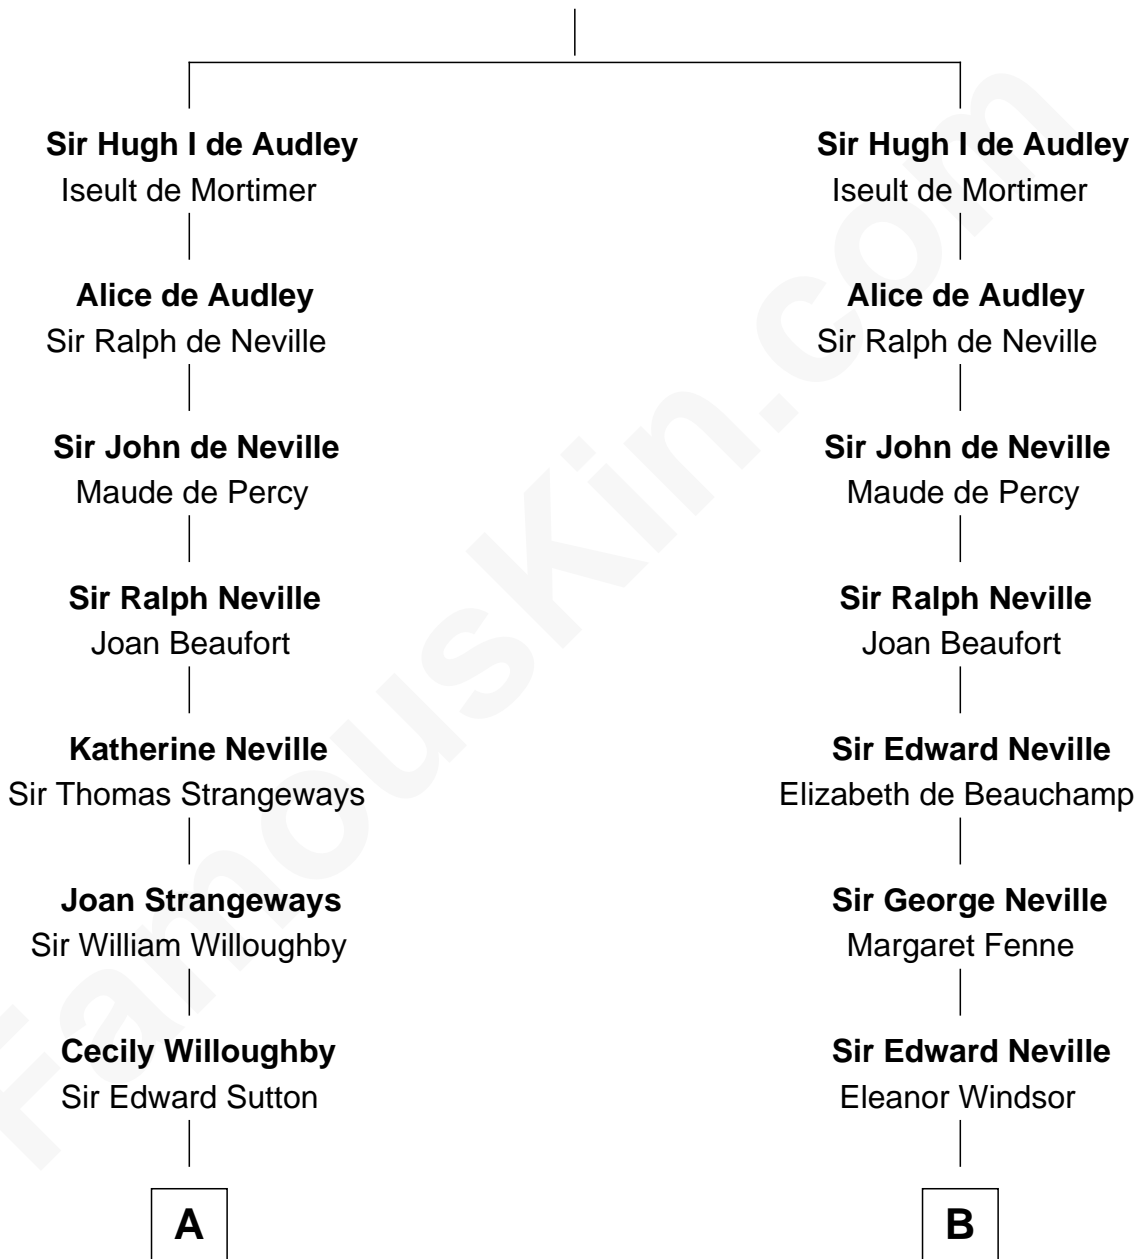 Sir Hugh I de Audley
Iseult de Mortimer
Alice de Audley
Sir Ralph de Neville
Sir John de Neville
Maude de Percy
Sir Ralph Neville
Joan Beaufort
Katherine Neville
Sir Thomas Strangeways
Joan Strangeways
Sir William Willoughby
Cecily Willoughby
Sir Edward Sutton
A
Sir Hugh I de Audley
Iseult de Mortimer
Alice de Audley
Sir Ralph de Neville
Sir John de Neville
Maude de Percy
Sir Ralph Neville
Joan Beaufort
Sir Edward Neville
Elizabeth de Beauchamp
Sir George Neville
Margaret Fenne
Sir Edward Neville
Eleanor Windsor
B
FamousKin.com